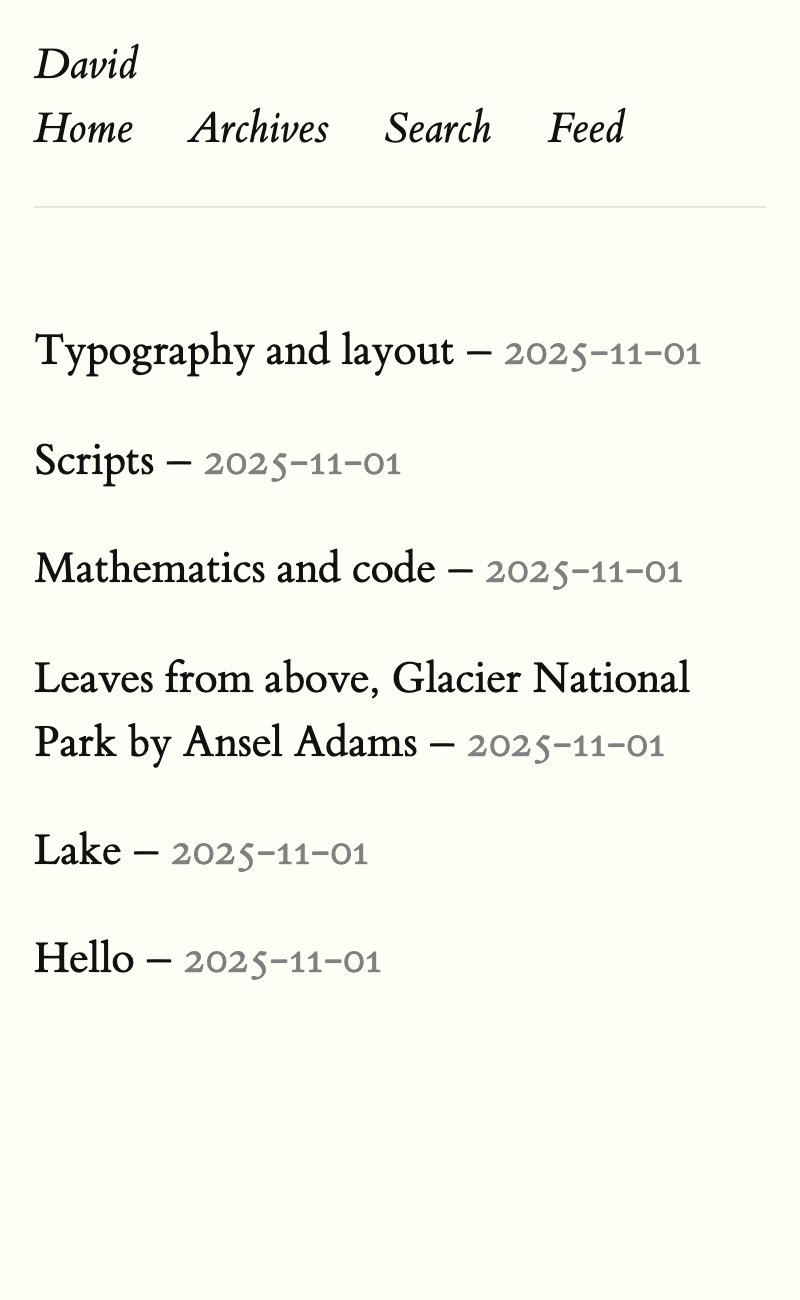 David
Home Archives Search Feed
Typography and layout – 2025-11-01
Scripts – 2025-11-01
Mathematics and code – 2025-11-01
Leaves from above, Glacier National
Park by Ansel Adams – 2025-11-01
Lake – 2025-11-01
Hello – 2025-11-01